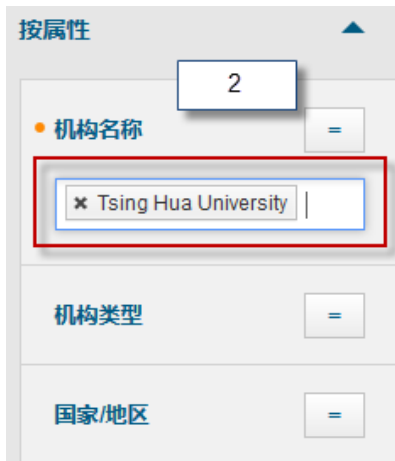 按属性
2
机构名称 =
× Tsing Hua University
机构类型 =
国家/地区 =